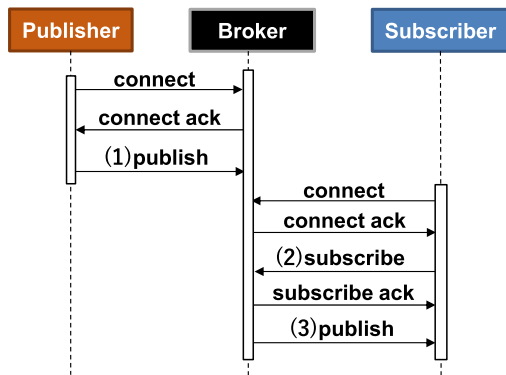 Publisher
Broker
Subscriber
connect
connect ack
(1)publish
connect
connect ack
(2)subscribe
subscribe ack
(3)publish